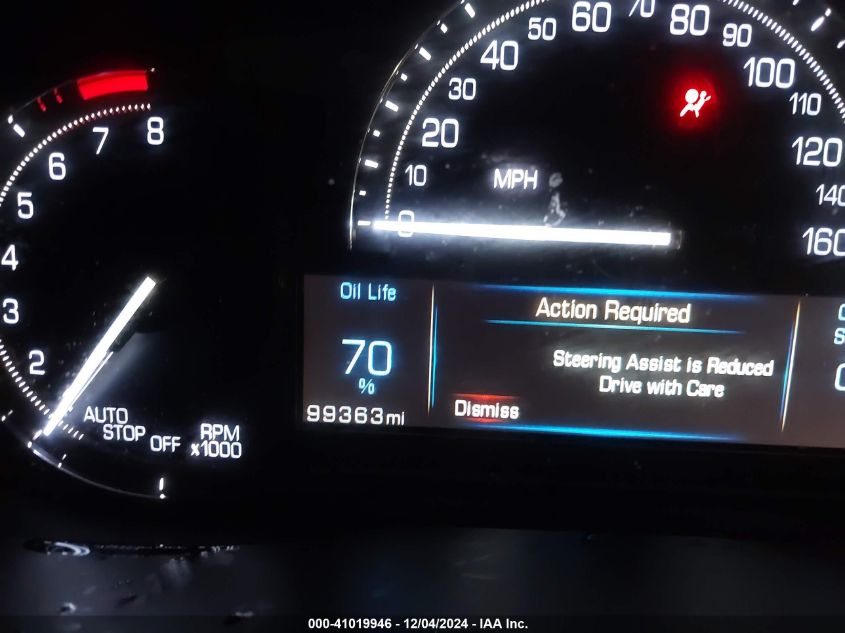 8
7
6
5
4
3
2
AUTO
STOP
OFF
RPM
x1000
0
10
20
30
40
50
60
70
80
90
100
110
120
140
160
MPH
Oil Life
70
%
99363 mi
Action Required
Steering Assist is Reduced
Drive with Care
Dismiss
000-41019946 - 12/04/2024 - IAA Inc.